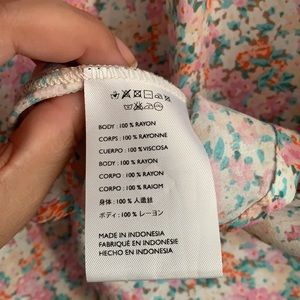 BODY : 100 % RAYON
CORPS : 100 % RAYONNE
CUERPO : 100 % VISCOSA
BODY : 100 % RAYON
CORPO : 100 % RAYON
CORPO : 100 % RAIOM
身体 : 100 % 人造丝
ボディ : 100 % レーヨン
MADE IN INDONESIA
FABRIQUÉ EN INDONÉSIE
HECHO EN INDONESIA